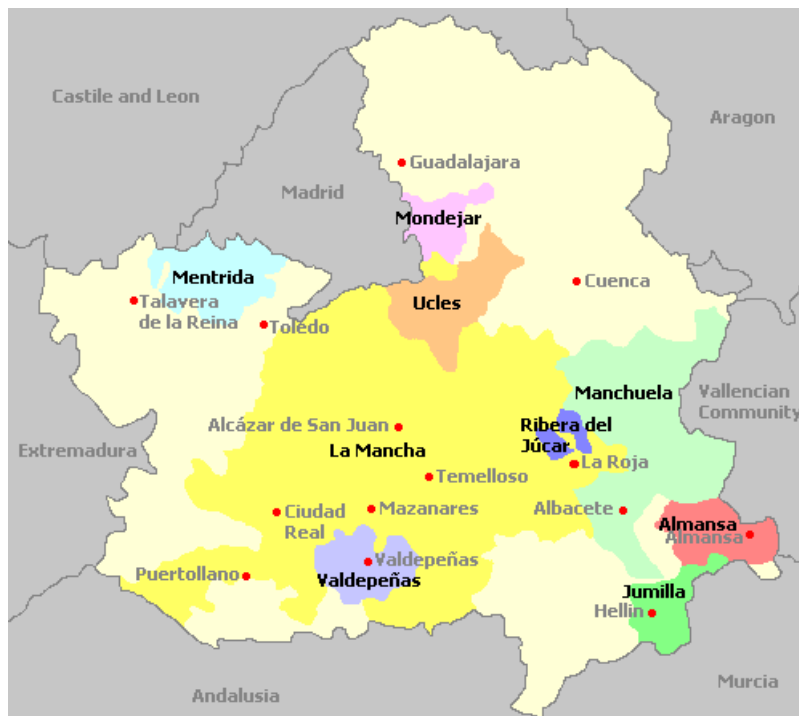 Castile and Leon
Aragon
Guadalajara
Madrid
Mondejar
Mentrida
Cuenca
Talavera
de la Reina
Ucles
Toledo
Manchuela
Vallencian
Community
Alcázar de San Juan
Ribera del
Júcar
Extremadura
La Mancha
La Roja
Temelloso
Ciudad
Real
Mazanares
Albacete
Almansa
Almansa
Valdepeñas
Puertollano
Valdepeñas
Jumilla
Hellin
Andalusia
Murcia